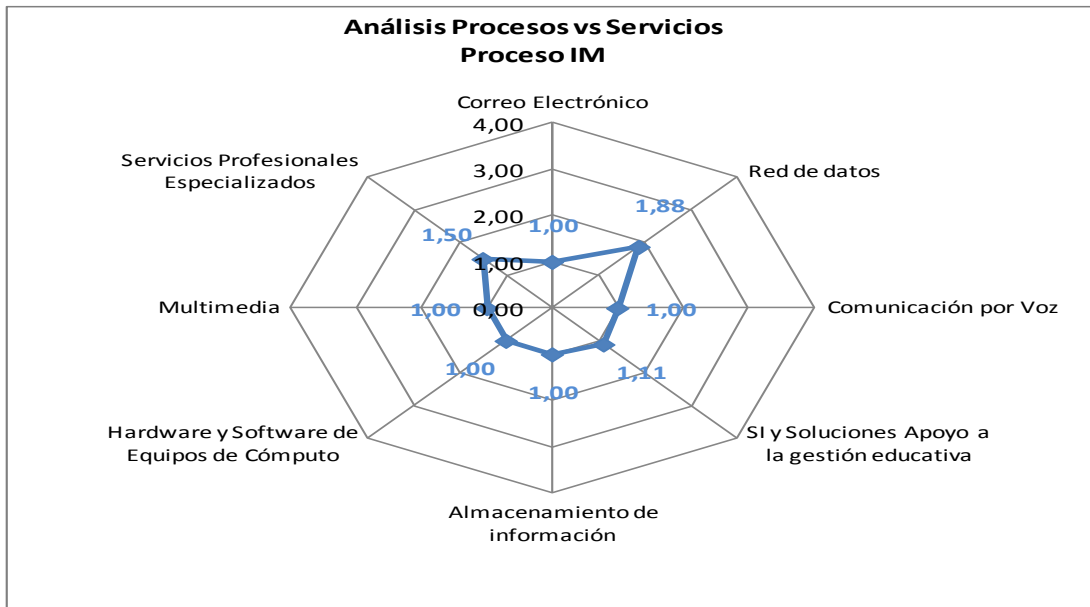 Análisis Procesos vs Servicios
Proceso IM
Correo Electrónico
4,00
3,00
2,00
1,00
0,00
Servicios Profesionales
Especializados
Red de datos
1,88
1,00
1,50
Multimedia
1,00
1,00
Comunicación por Voz
1,00
1,11
1,00
Hardware y Software de
Equipos de Cómputo
SI y Soluciones Apoyo a
la gestión educativa
Almacenamiento de
información